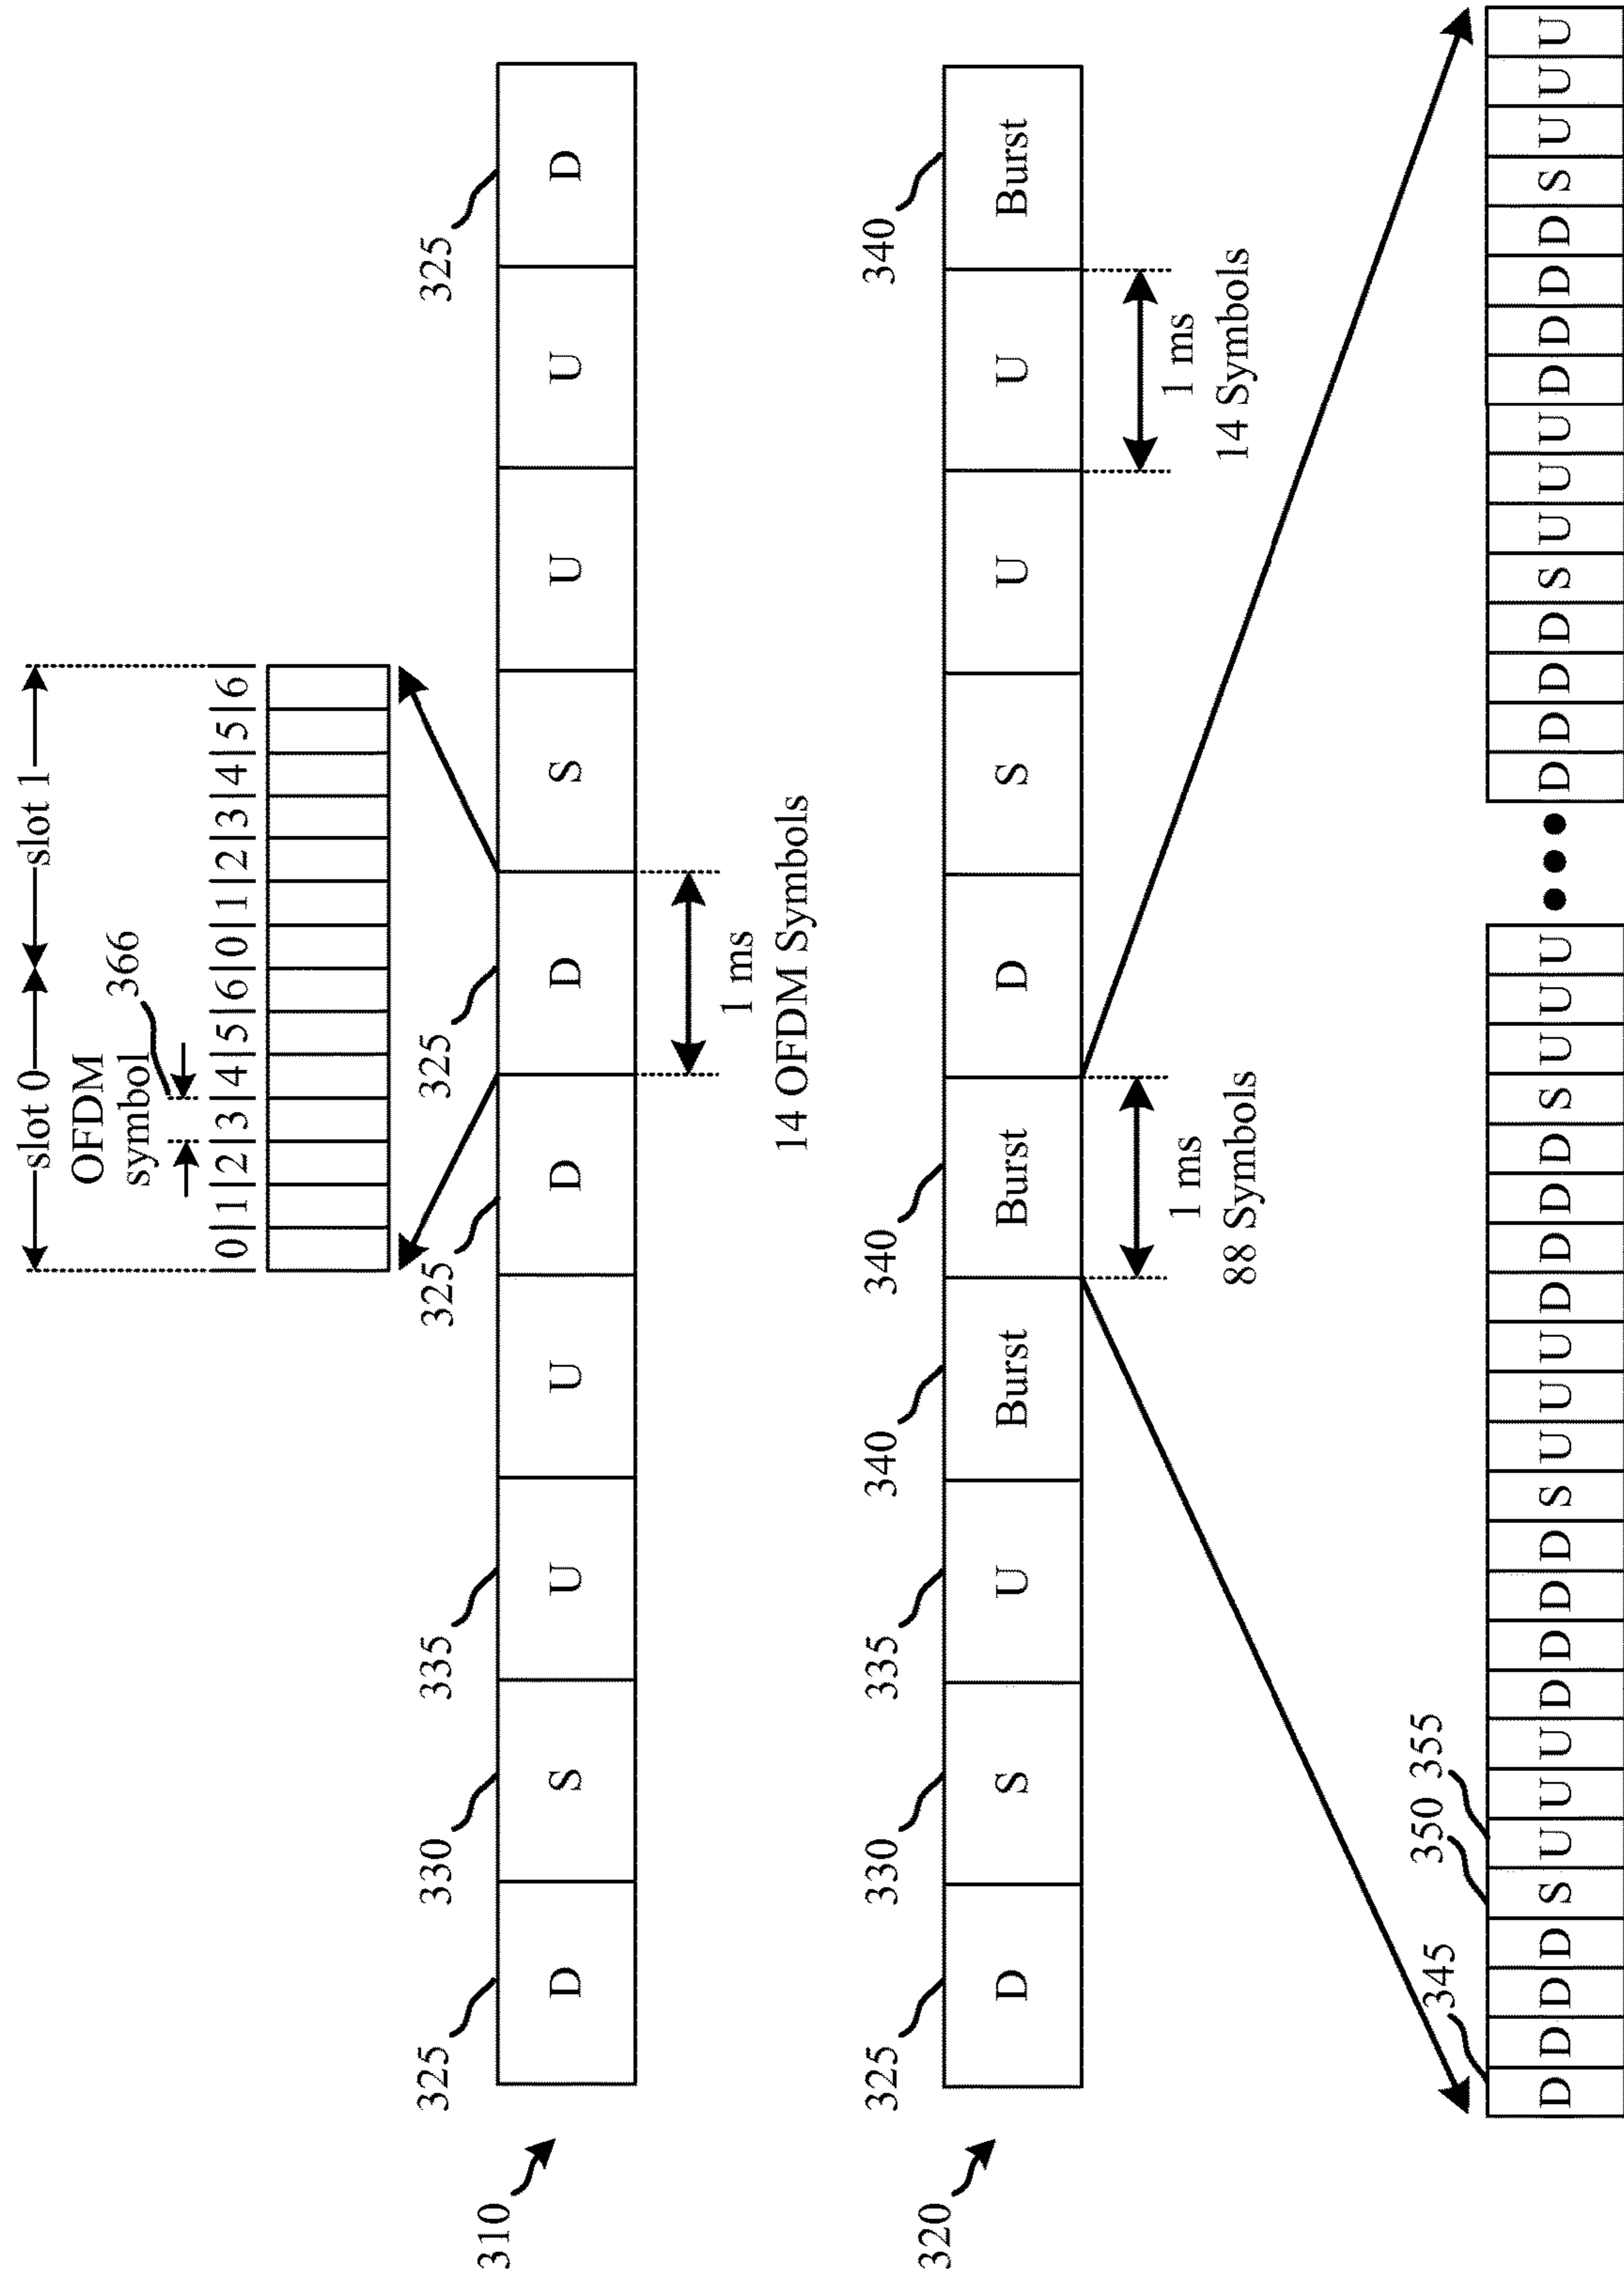 slot 0 slot 1
OFDM
symbol 366
0|1|2|3|4|5|6|0|1|2|3|4|5|6
325 330 335 325 325 325
D S U U D D S U U D
310
1 ms
14 OFDM Symbols
325 330 335 340 340 340
D S U Burst Burst D S U U Burst
320
1 ms 1 ms
88 Symbols 14 Symbols
345 350 355
D D D D S U U U D D D D S U U U D D D D S U U U ••• D D D D S U U U D D D D S U U U